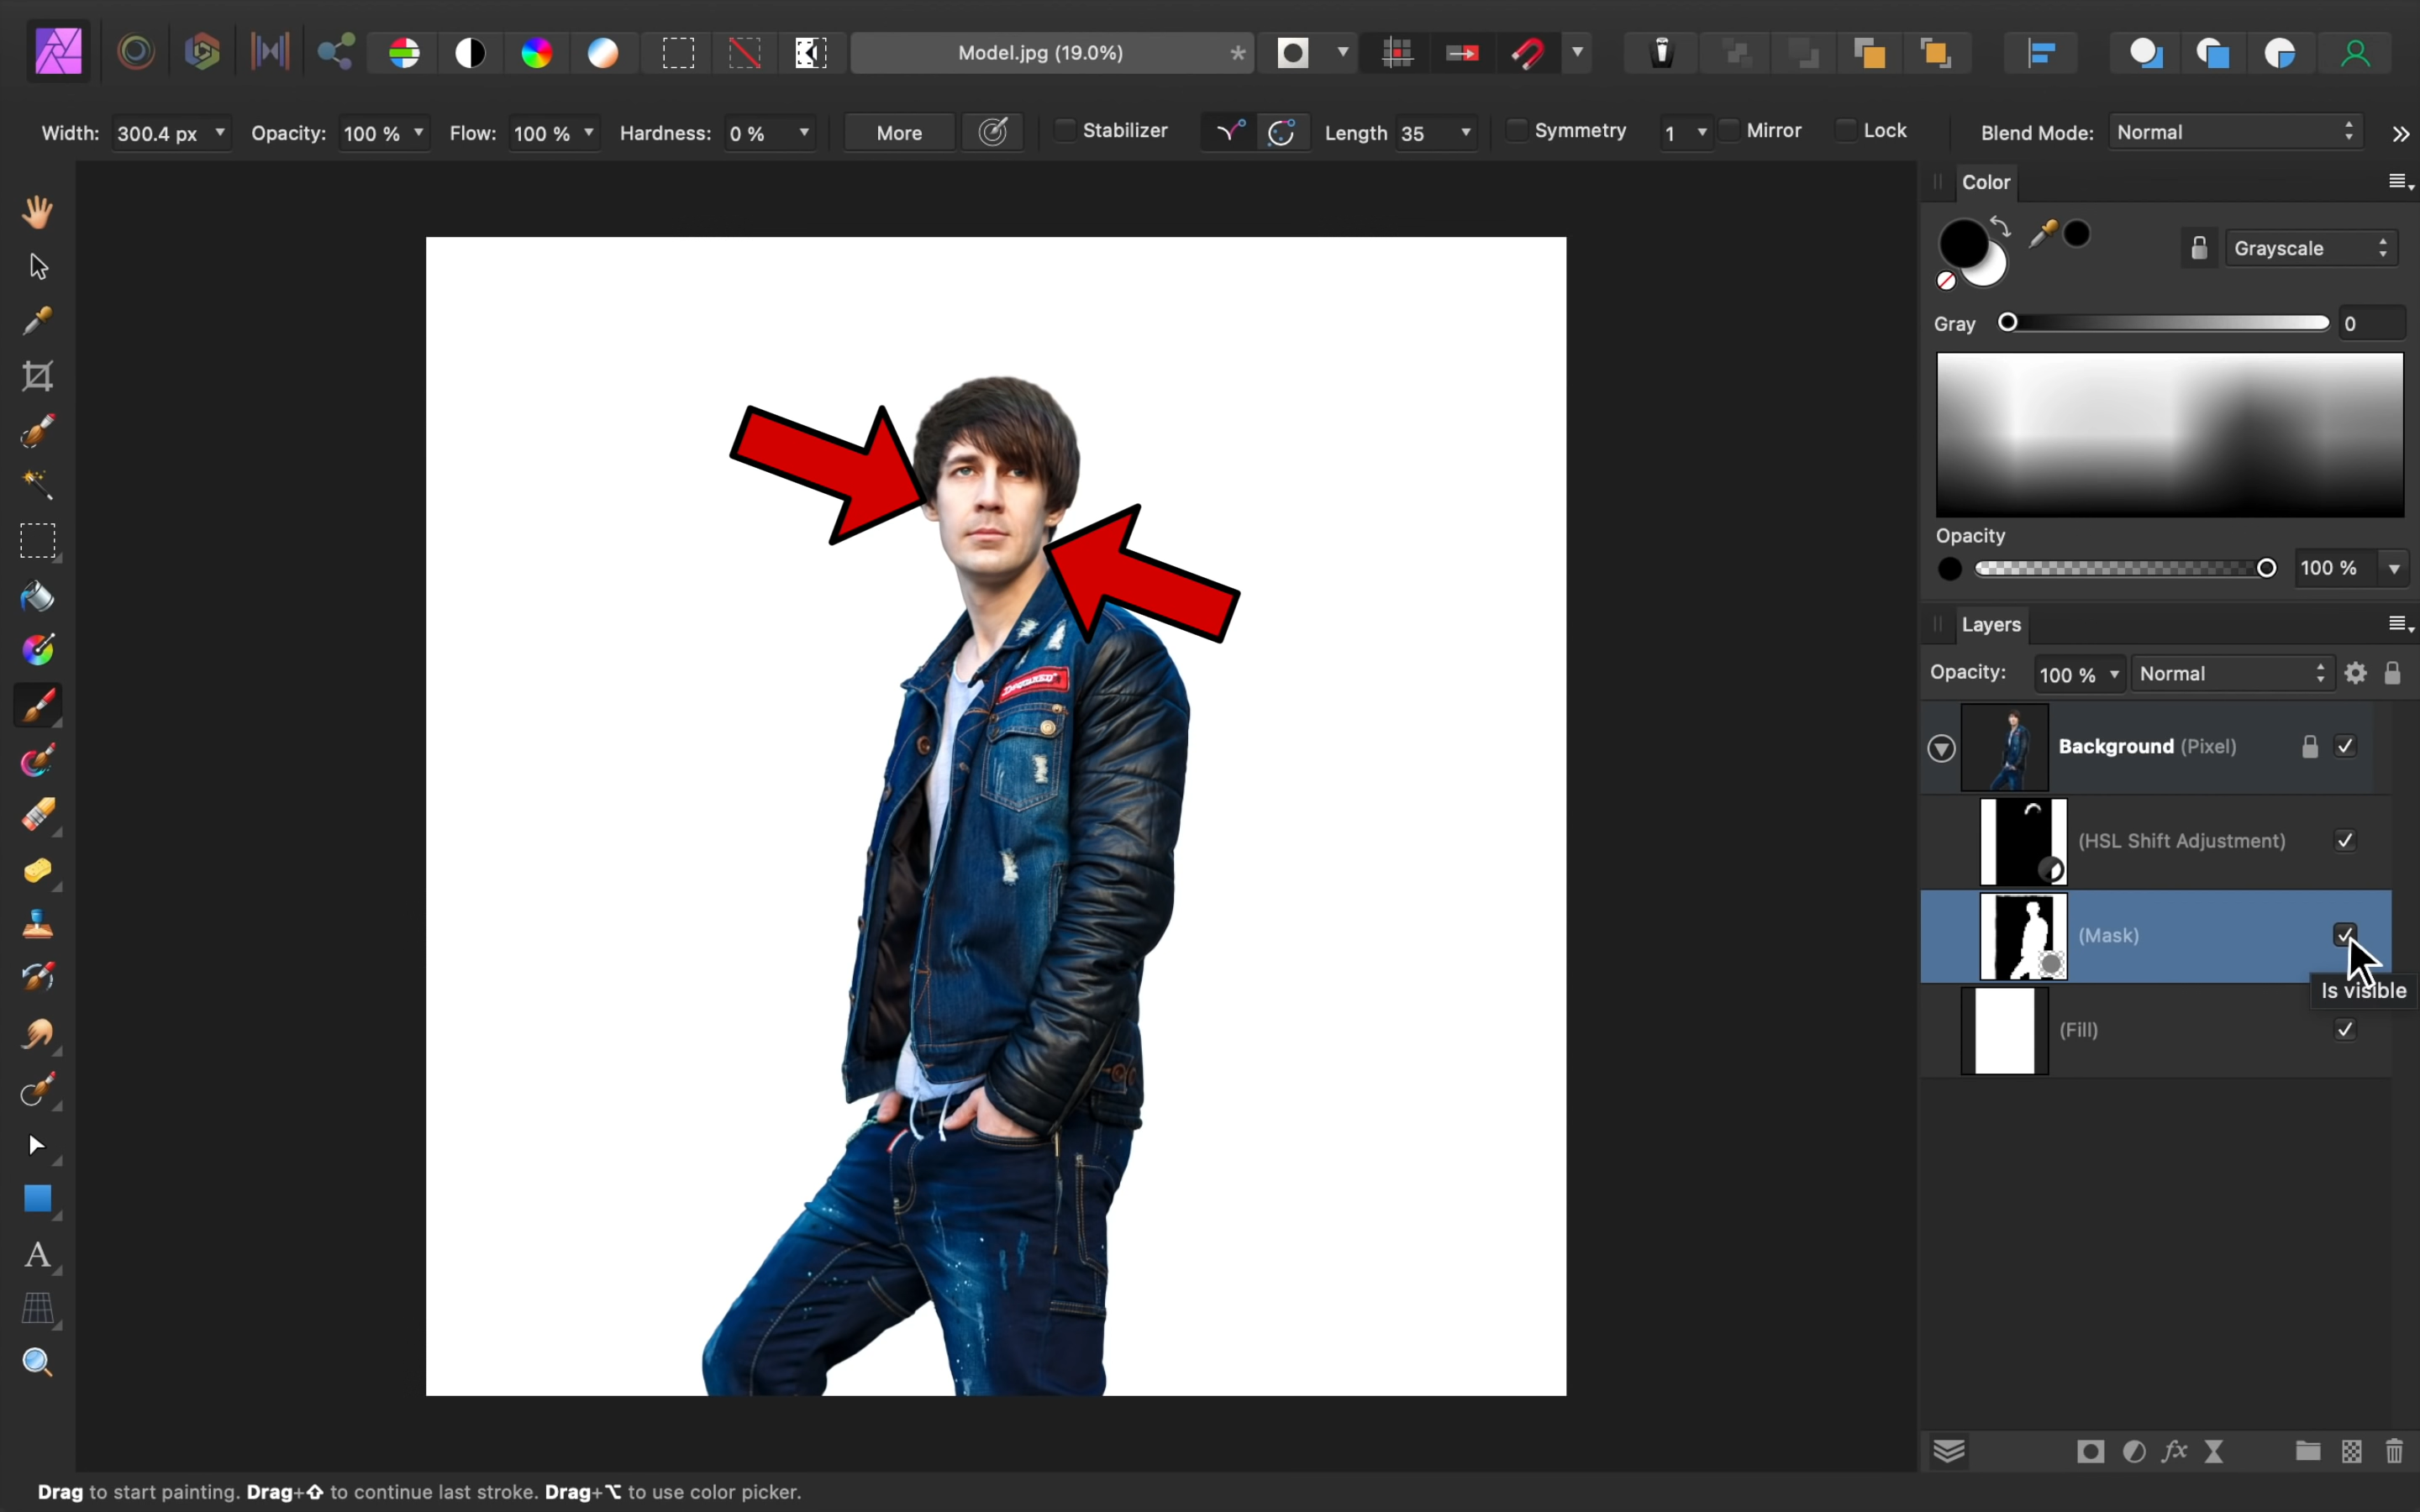 Model.jpg (19.0%) *
Width: 300.4 px Opacity: 100 % Flow: 100 % Hardness: 0 % More Stabilizer Length 35 Symmetry 1 Mirror Lock Blend Mode: Normal
Color
Grayscale
Gray 0
Opacity
100 %
Layers
Opacity: 100 % Normal
Background (Pixel)
(HSL Shift Adjustment)
(Mask)
Is visible
(Fill)
A
fx
Drag to start painting. Drag+⇧ to continue last stroke. Drag+⌥ to use color picker.